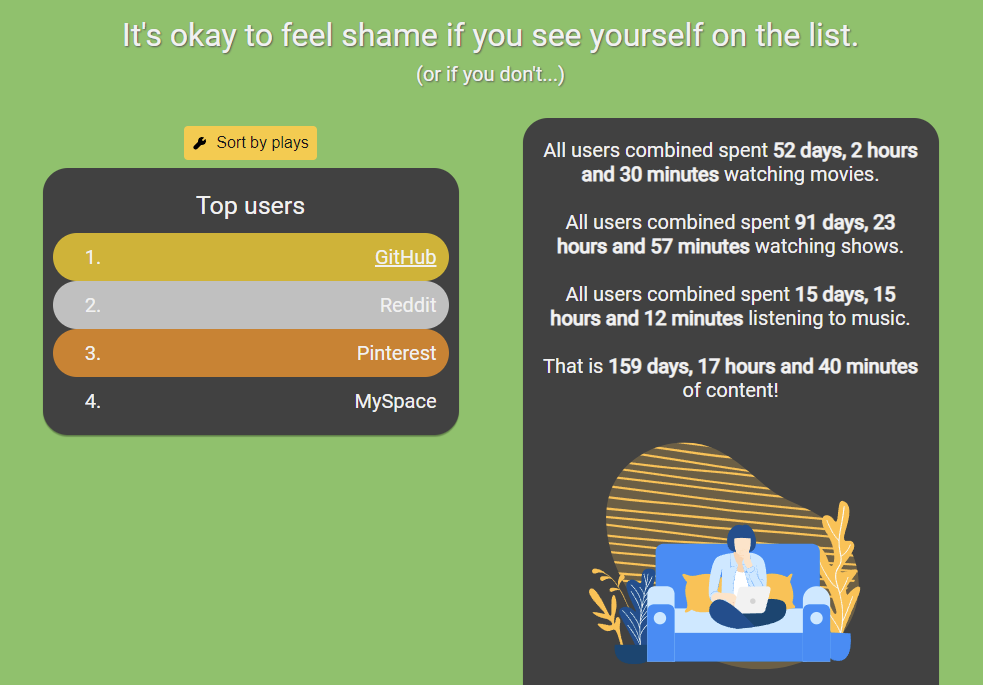 It's okay to feel shame if you see yourself on the list.
(or if you don't...)
Sort by plays
Top users
1. GitHub
2. Reddit
3. Pinterest
4. MySpace
All users combined spent 52 days, 2 hours
and 30 minutes watching movies.
All users combined spent 91 days, 23
hours and 57 minutes watching shows.
All users combined spent 15 days, 15
hours and 12 minutes listening to music.
That is 159 days, 17 hours and 40 minutes
of content!